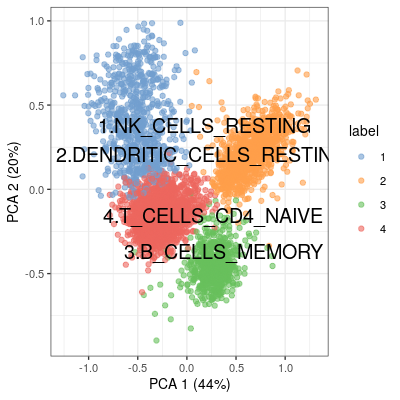 1.0
0.5
0.0
-0.5
PCA 2 (20%)
1.NK_CELLS_RESTING
2.DENDRITIC_CELLS_RESTIN
4.T_CELLS_CD4_NAIVE
3.B_CELLS_MEMORY
-1.0
-0.5
0.0
0.5
1.0
PCA 1 (44%)
label
1
2
3
4